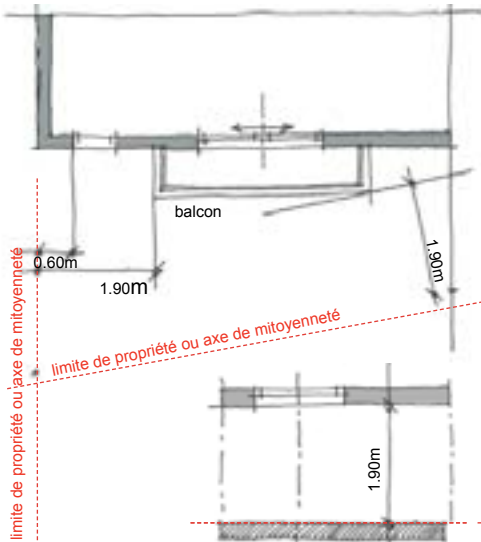 balcon
0.60m
1.90m
1.90m
limite de propriété ou axe de mitoyenneté
limite de propriété ou axe de mitoyennete
1.90m